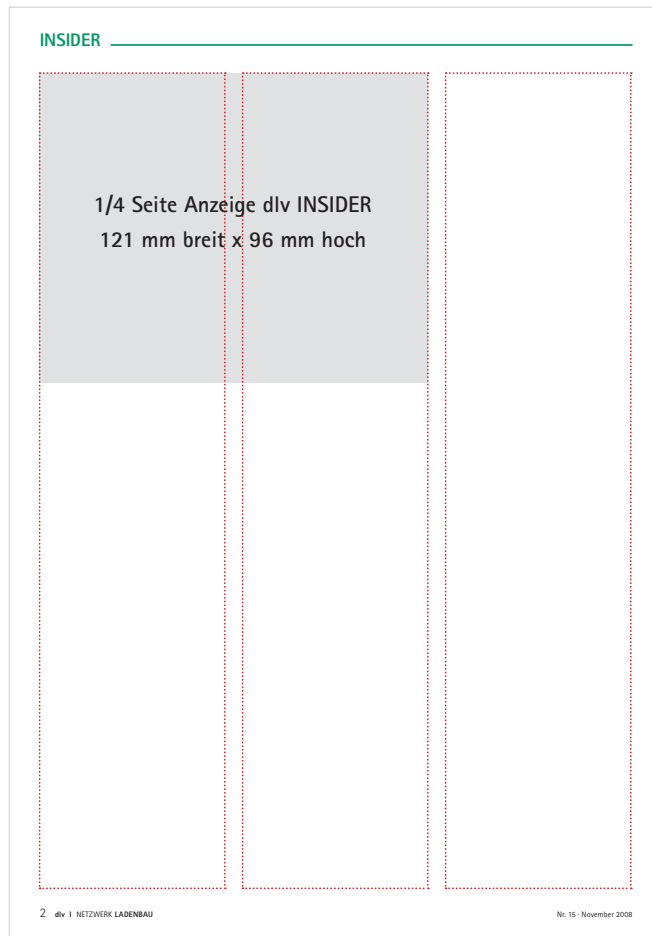 INSIDER
1/4 Seite Anzeige dlv INSIDER
121 mm breit x 96 mm hoch
2 dlv I NETZWERK LADENBAU
Nr. 15 · November 2008